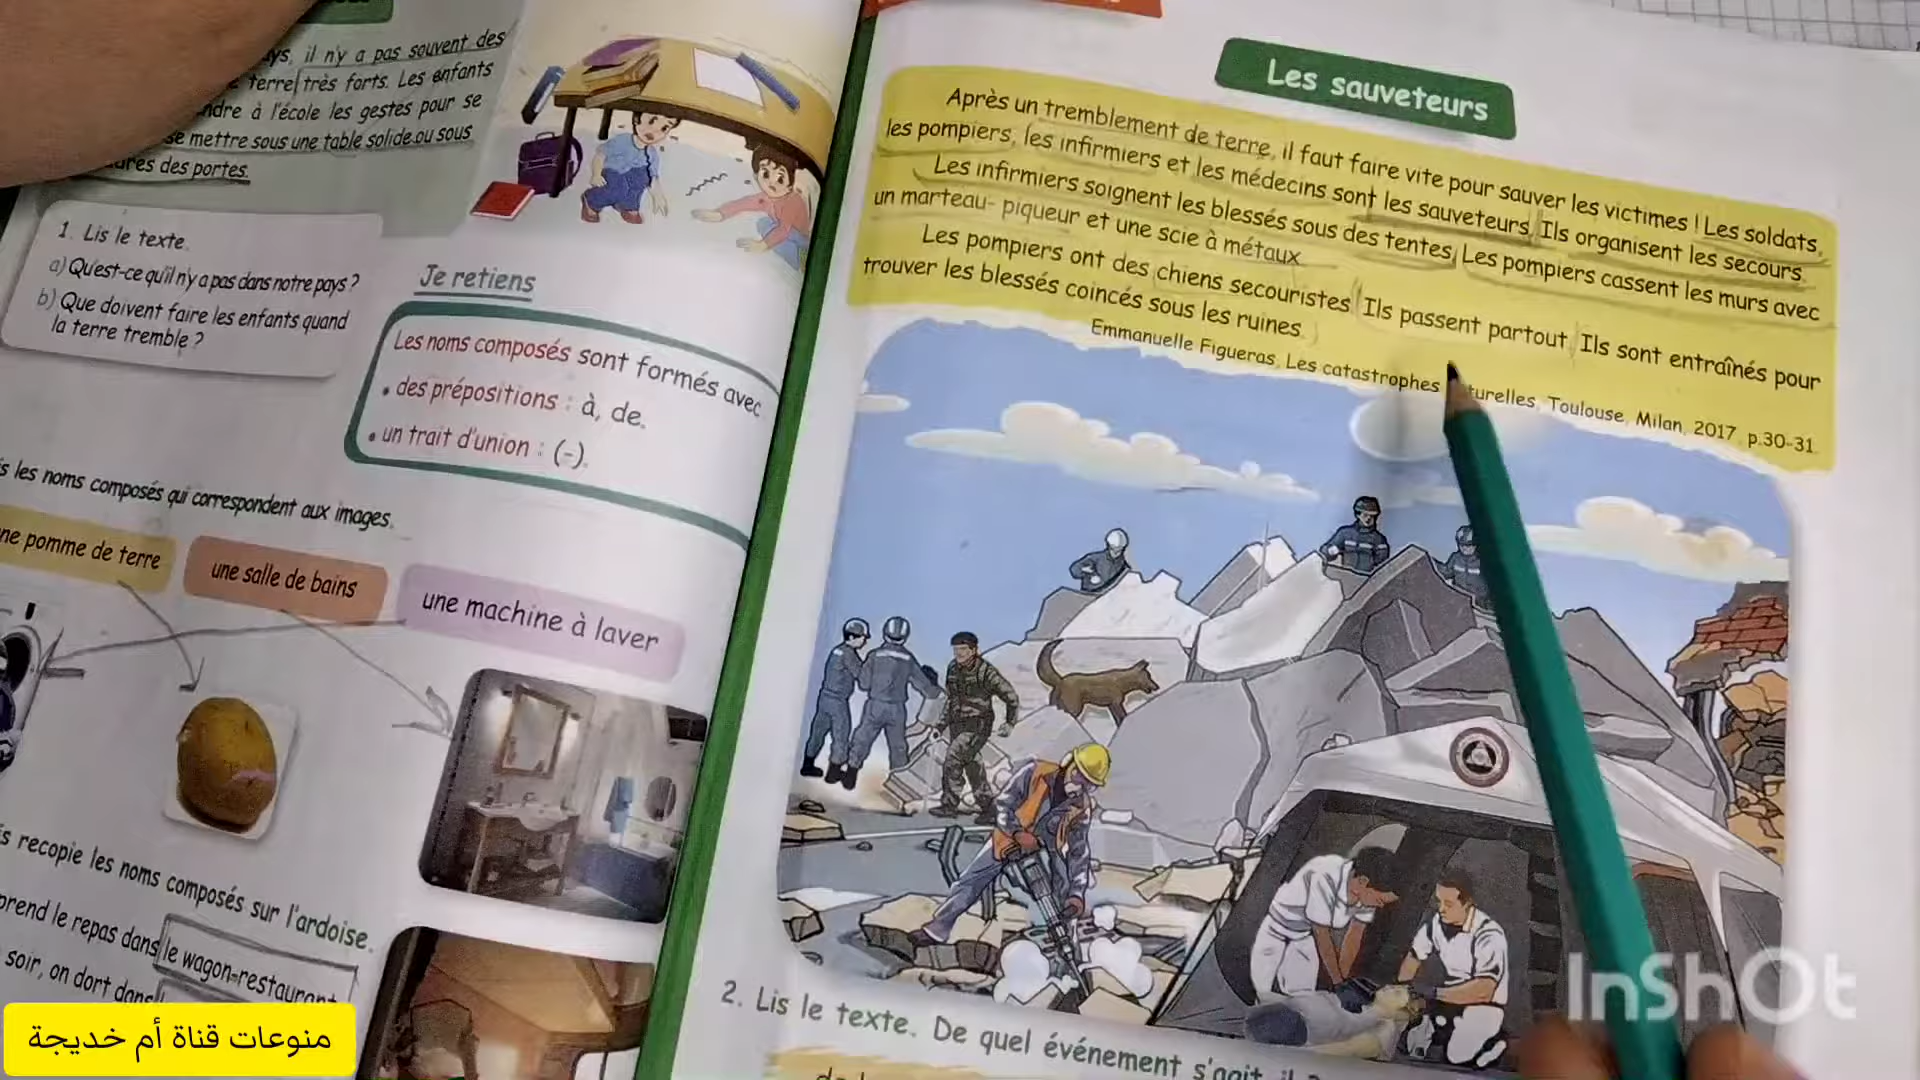 il n'y a pas souvent des
terre très forts. Les enfants
à l'école les gestes pour se
se mettre sous une table solide ou sous
des portes.
1. Lis le texte.
a) Qu'est-ce qu'il n'y a pas dans notre pays ?
b) Que doivent faire les enfants quand
la terre tremble ?
Je retiens
Les noms composés sont formés avec
• des prépositions : à, de.
• un trait d'union : (-).
les noms composés qui correspondent aux images.
pomme de terre
une salle de bains
une machine à laver
recopie les noms composés sur l'ardoise.
prend le repas dans le wagon-restaurant
soir, on dort dans
Les sauveteurs
Après un tremblement de terre, il faut faire vite pour sauver les victimes ! Les soldats,
les pompiers, les infirmiers et les médecins sont les sauveteurs. Ils organisent les secours.
Les infirmiers soignent les blessés sous des tentes. Les pompiers cassent les murs avec
un marteau- piqueur et une scie à métaux.
Les pompiers ont des chiens secouristes. Ils passent partout. Ils sont entraînés pour
trouver les blessés coincés sous les ruines.
Emmanuelle Figueras, Les catastrophes Toulouse, Milan, 2017, p.30-31.
2. Lis le texte. De quel événement s'agit-il ?
InShOt
منوعات قناة أم خديجة